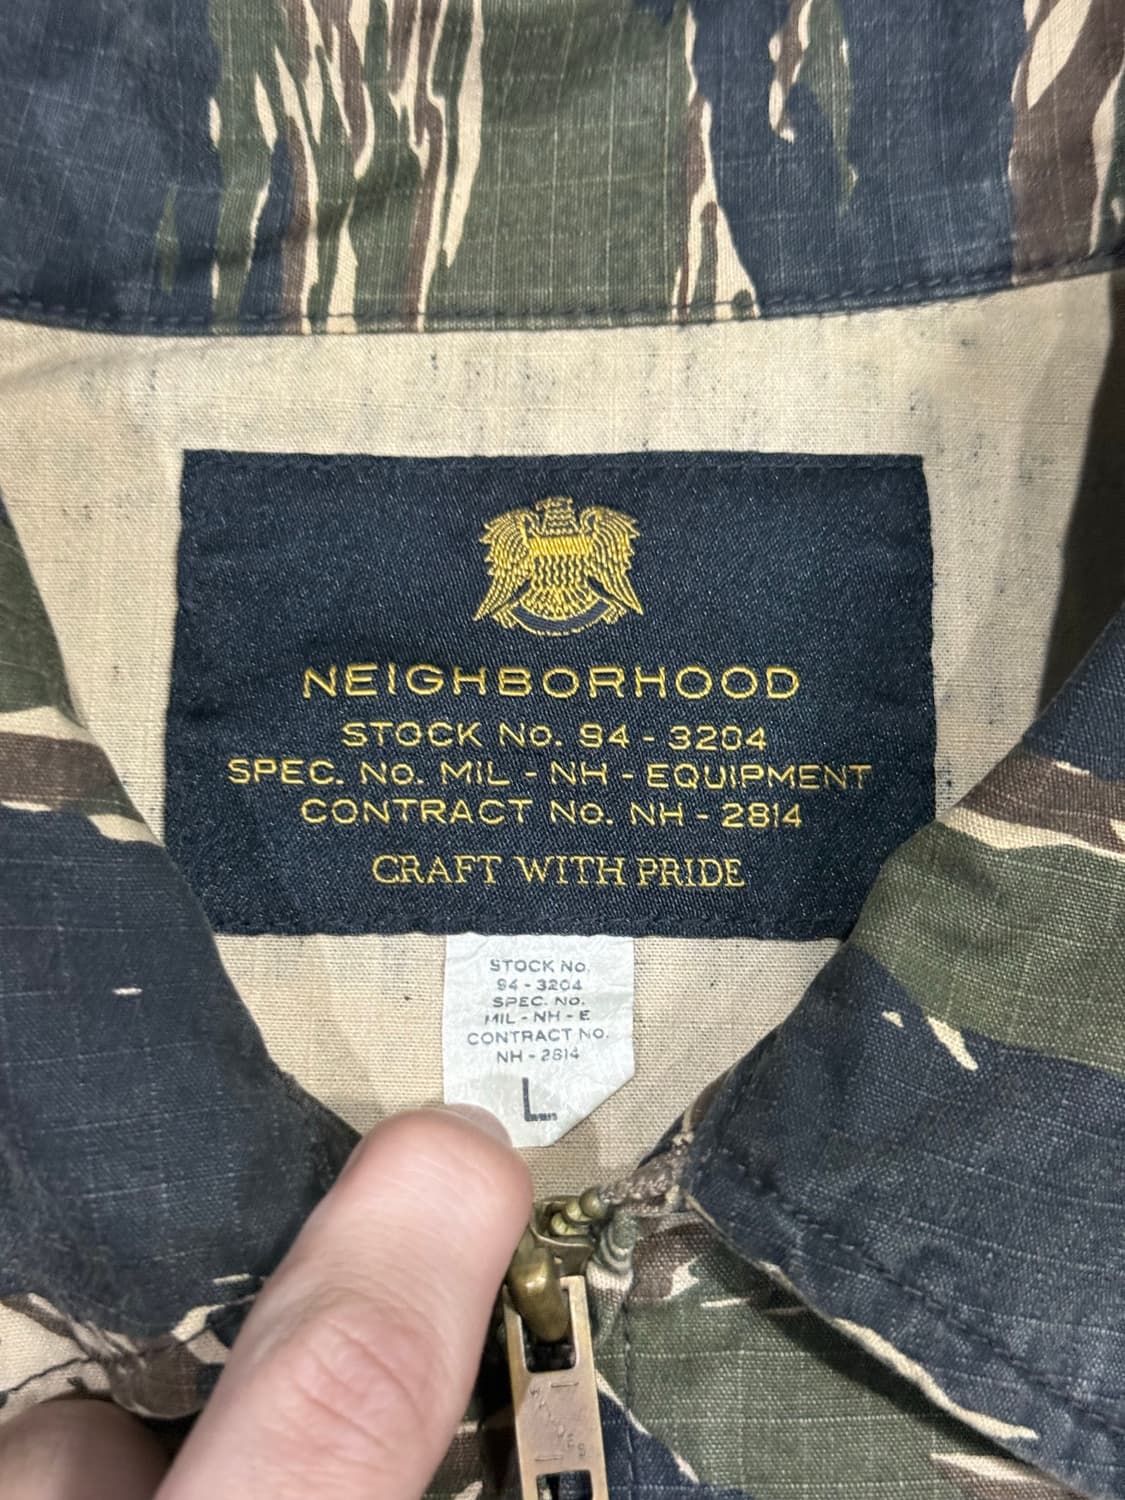 NEIGHBORHOOD
STOCK No. 94 - 3204
SPEC. No. MIL - NH - EQUIPMENT
CONTRACT No. NH - 2814
CRAFT WITH PRIDE
STOCK No.
94 - 3204
SPEC. No.
MIL - NH - E
CONTRACT No.
NH - 2814
L